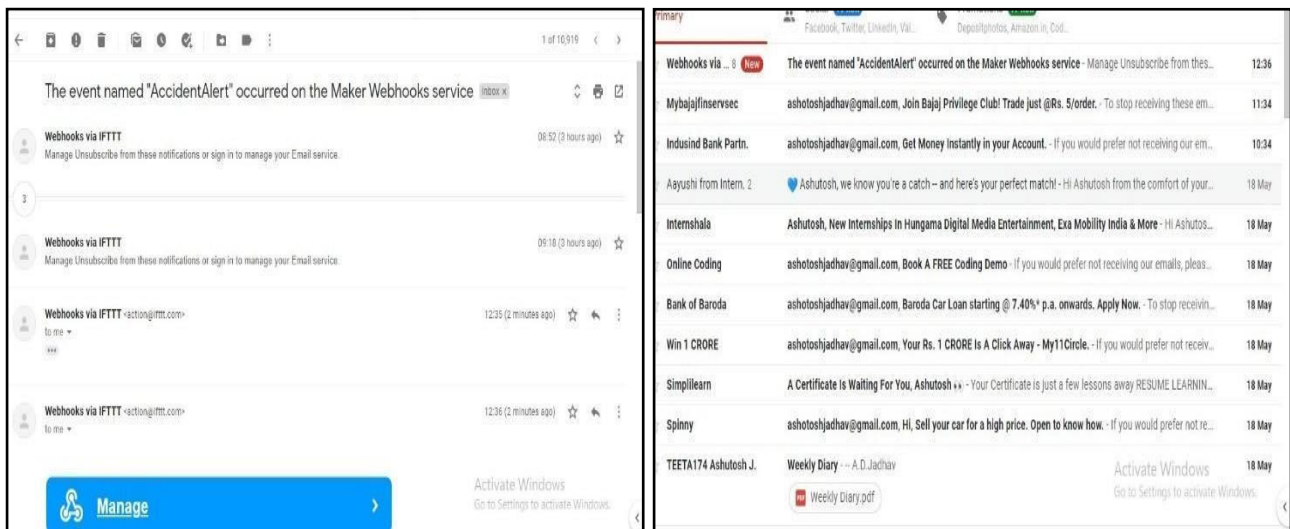 1 of 10,919
The event named "AccidentAlert" occurred on the Maker Webhooks service Inbox x
Webhooks via IFTTT 08:52 (3 hours ago)
Manage Unsubscribe from these notifications or sign in to manage your Email service.
3
Webhooks via IFTTT 09:18 (3 hours ago)
Manage Unsubscribe from these notifications or sign in to manage your Email service.
Webhooks via IFTTT <action@ifttt.com> 12:35 (2 minutes ago)
to me
Webhooks via IFTTT <action@ifttt.com> 12:36 (2 minutes ago)
to me
Manage
Activate Windows
Go to Settings to activate Windows.
Primary
Facebook, Twitter, LinkedIn, Val... Depositphotos, Amazon.in, Cod...
Webhooks via ... 8 New The event named "AccidentAlert" occurred on the Maker Webhooks service - Manage Unsubscribe from thes... 12:36
Mybajajfinservsec ashotoshjadhav@gmail.com, Join Bajaj Privilege Club! Trade just @Rs. 5/order. - To stop receiving these em... 11:34
Indusind Bank Partn. ashotoshjadhav@gmail.com, Get Money Instantly in your Account. - If you would prefer not receiving our em... 10:34
Aayushi from Intern. 2 💙 Ashutosh, we know you're a catch – and here's your perfect match! - Hi Ashutosh from the comfort of your... 18 May
Internshala Ashutosh, New Internships In Hungama Digital Media Entertainment, Exa Mobility India & More - Hi Ashutos... 18 May
Online Coding ashotoshjadhav@gmail.com, Book A FREE Coding Demo - If you would prefer not receiving our emails, pleas... 18 May
Bank of Baroda ashotoshjadhav@gmail.com, Baroda Car Loan starting @ 7.40%* p.a. onwards. Apply Now. - To stop receivin... 18 May
Win 1 CRORE ashotoshjadhav@gmail.com, Your Rs. 1 CRORE Is A Click Away - My11Circle. - If you would prefer not receiv... 18 May
Simplilearn A Certificate Is Waiting For You, Ashutosh 👀 - Your Certificate is just a few lessons away RESUME LEARNIN... 18 May
Spinny ashotoshjadhav@gmail.com, Hi, Sell your car for a high price. Open to know how. - If you would prefer not re... 18 May
TEETA174 Ashutosh J. Weekly Diary - -- A.D.Jadhav 18 May
PDF Weekly Diary.pdf
Activate Windows
Go to Settings to activate Windows.